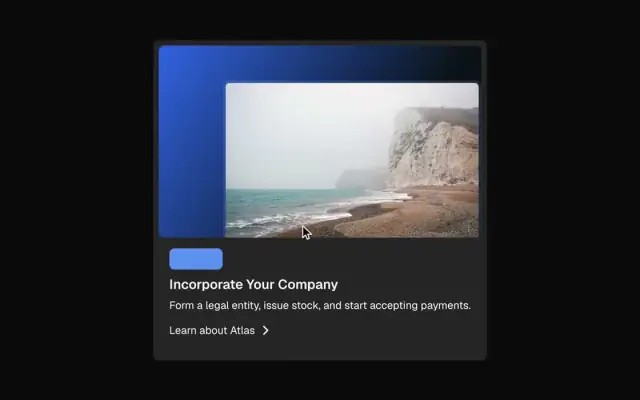 Incorporate Your Company
Form a legal entity, issue stock, and start accepting payments.
Learn about Atlas